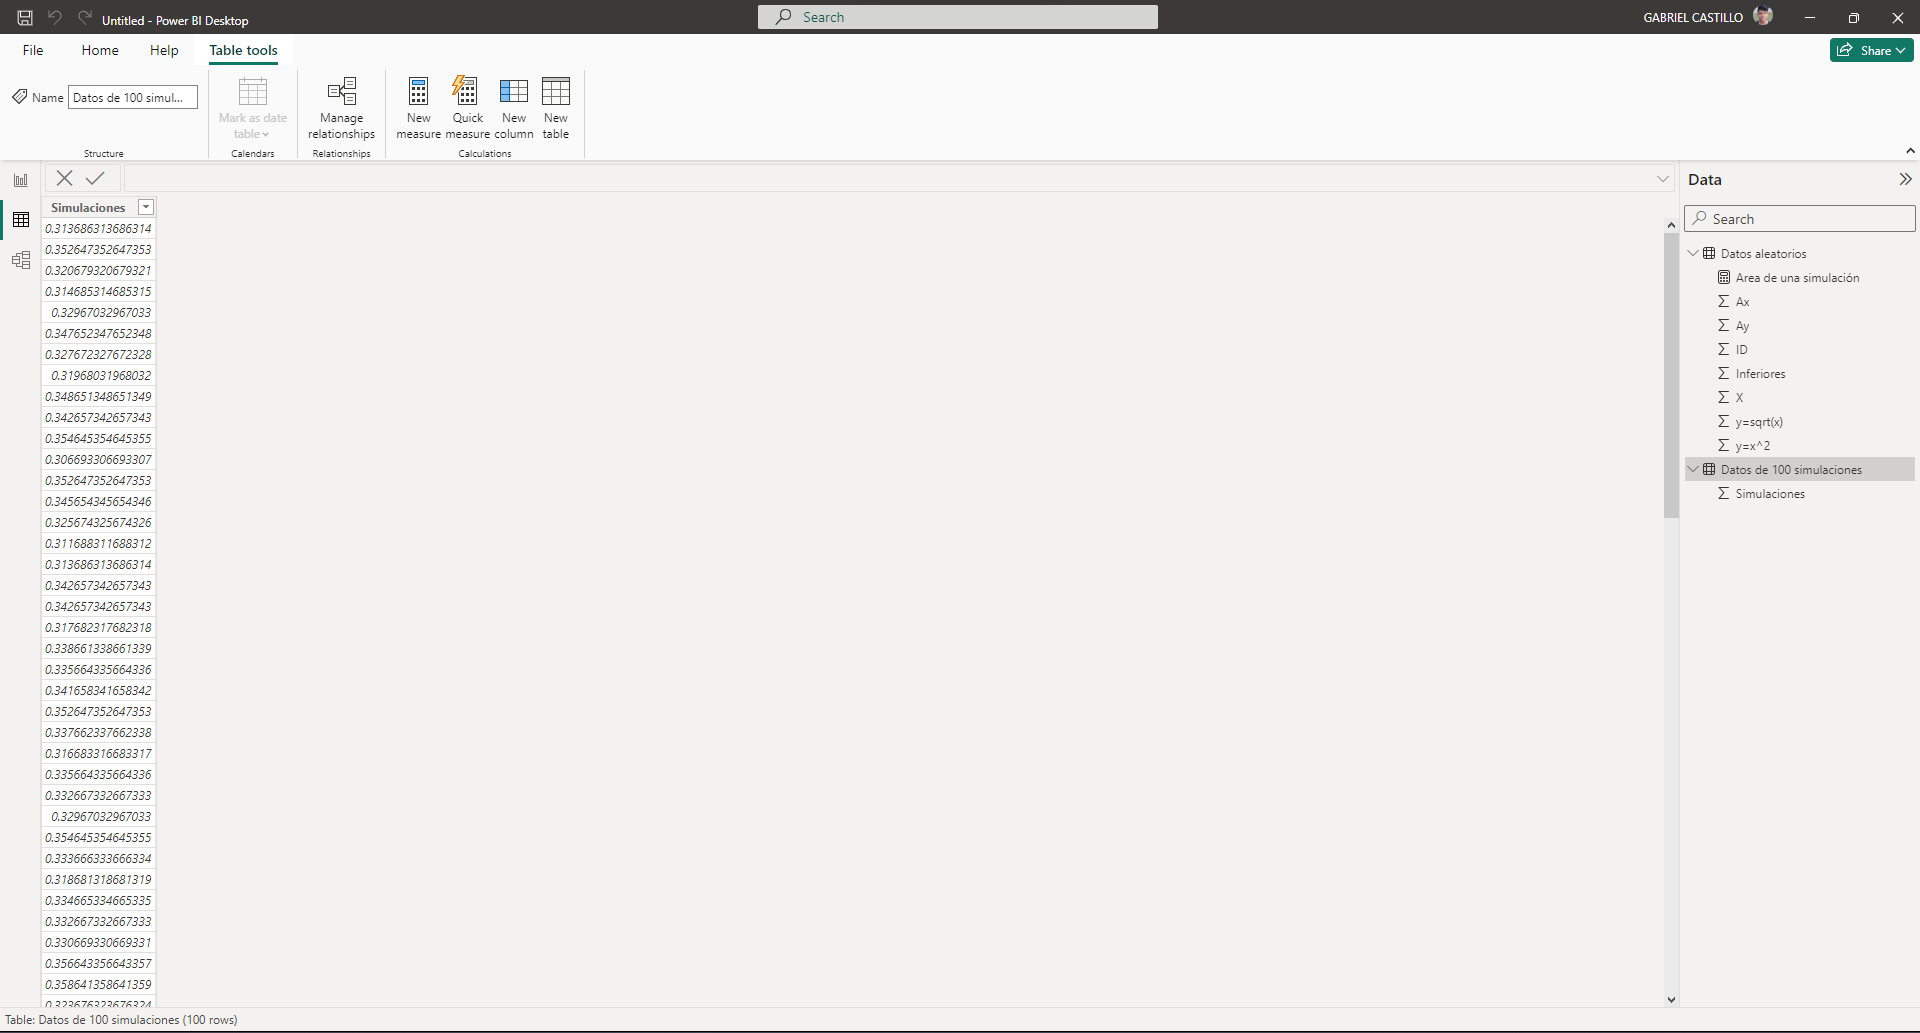 Untitled - Power BI Desktop
Search
GABRIEL CASTILLO
File
Home
Help
Table tools
Share
Name
Datos de 100 simul...
Mark as date
table
Manage
relationships
New
measure
Quick
measure
New
column
New
table
Structure
Calendars
Relationships
Calculations
Simulaciones
0.313686313686314
0.352647352647353
0.320679320679321
0.314685314685315
0.32967032967033
0.347652347652348
0.327672327672328
0.31968031968032
0.348651348651349
0.342657342657343
0.354645354645355
0.306693306693307
0.352647352647353
0.345654345654346
0.325674325674326
0.311688311688312
0.313686313686314
0.342657342657343
0.342657342657343
0.317682317682318
0.338661338661339
0.335664335664336
0.341658341658342
0.352647352647353
0.337662337662338
0.316683316683317
0.335664335664336
0.332667332667333
0.32967032967033
0.354645354645355
0.333666333666334
0.318681318681319
0.334665334665335
0.332667332667333
0.330669330669331
0.356643356643357
0.358641358641359
0.323676323676324
Data
Search
Datos aleatorios
Area de una simulación
Ax
Ay
ID
Inferiores
X
y=sqrt(x)
y=x^2
Datos de 100 simulaciones
Simulaciones
Table: Datos de 100 simulaciones (100 rows)